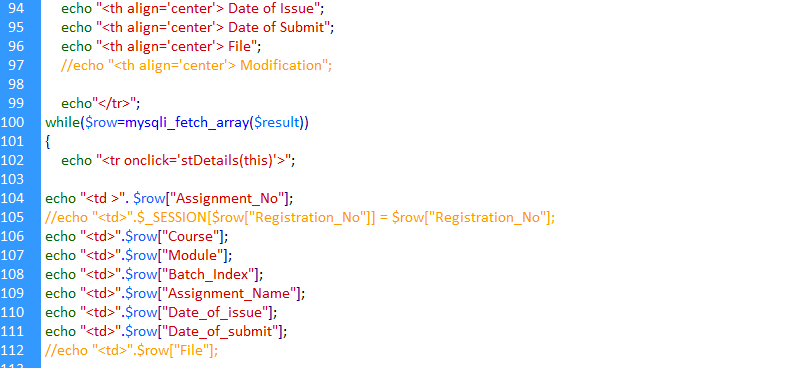 94 echo "<th align='center'> Date of Issue";
95 echo "<th align='center'> Date of Submit";
96 echo "<th align='center'> File";
97 //echo "<th align='center'> Modification";
98
99 echo"</tr>";
100 while($row=mysqli_fetch_array($result))
101 {
102 echo "<tr onclick='stDetails(this)'>";
103
104 echo "<td >". $row["Assignment_No"];
105 //echo "<td>".$_SESSION[$row["Registration_No"]] = $row["Registration_No"];
106 echo "<td>".$row["Course"];
107 echo "<td>".$row["Module"];
108 echo "<td>".$row["Batch_Index"];
109 echo "<td>".$row["Assignment_Name"];
110 echo "<td>".$row["Date_of_issue"];
111 echo "<td>".$row["Date_of_submit"];
112 //echo "<td>".$row["File"];